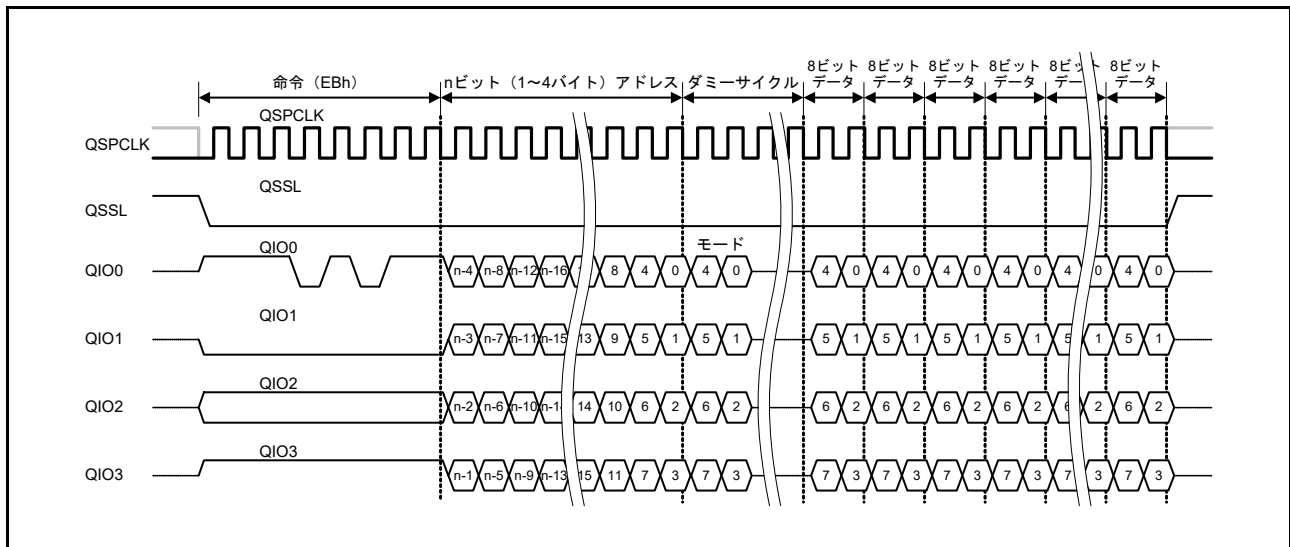 8ビット 8ビット 8ビット 8ビット 8ビット 8ビット
命令（EBh） nビット（1～4バイト）アドレス ダミーサイクル データ データ データ データ データ データ
QSPCLK
QSPCLK
QSSL
QSSL
モード
QIO0
QIO0 n-4 n-8 n-12 n-16 8 4 0 4 0 4 0 4 0 4 0 4 0 4 0 4 0
QIO1
QIO1 n-3 n-7 n-11 n-15 13 9 5 1 5 1 5 1 5 1 5 1 5 1 5 1 5 1
QIO2
QIO2 n-2 n-6 n-10 14 10 6 2 6 2 6 2 6 2 6 2 6 2 6 2 6 2
QIO3
QIO3 n-1 n-5 n-9 n-13 15 11 7 3 7 3 7 3 7 3 7 3 7 3 7 3 7 3